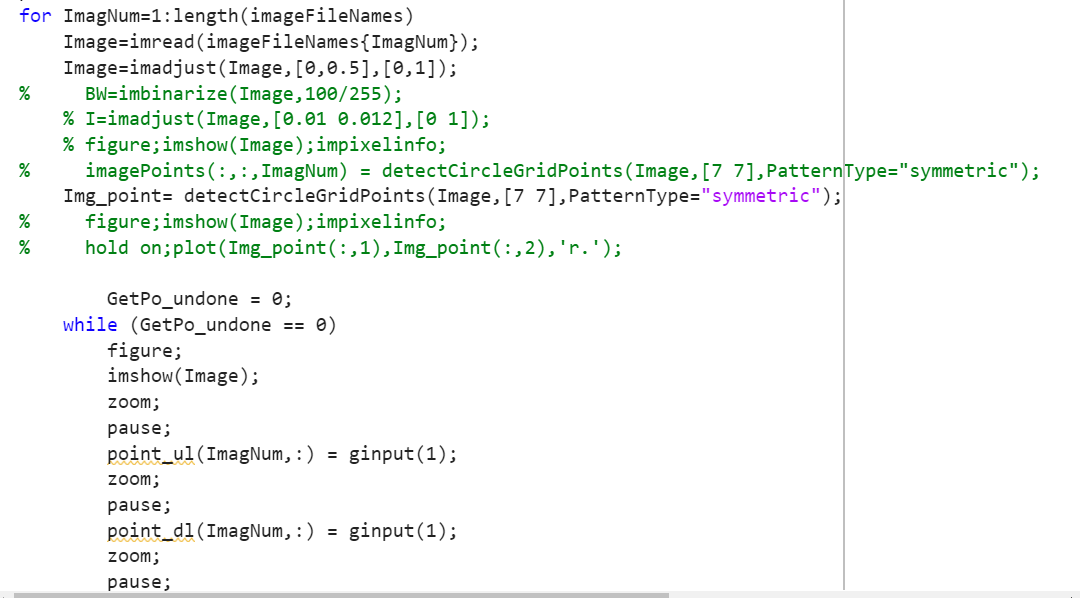 for ImagNum=1:length(imageFileNames)
Image=imread(imageFileNames{ImagNum});
Image=imadjust(Image,[0,0.5],[0,1]);
% BW=imbinarize(Image,100/255);
% I=imadjust(Image,[0.01 0.012],[0 1]);
% figure;imshow(Image);impixelinfo;
% imagePoints(:,:,ImagNum) = detectCircleGridPoints(Image,[7 7],PatternType="symmetric");
Img_point= detectCircleGridPoints(Image,[7 7],PatternType="symmetric");
% figure;imshow(Image);impixelinfo;
% hold on;plot(Img_point(:,1),Img_point(:,2),'r.');
GetPo_undone = 0;
while (GetPo_undone == 0)
figure;
imshow(Image);
zoom;
pause;
point_ul(ImagNum,:) = ginput(1);
zoom;
pause;
point_dl(ImagNum,:) = ginput(1);
zoom;
pause;